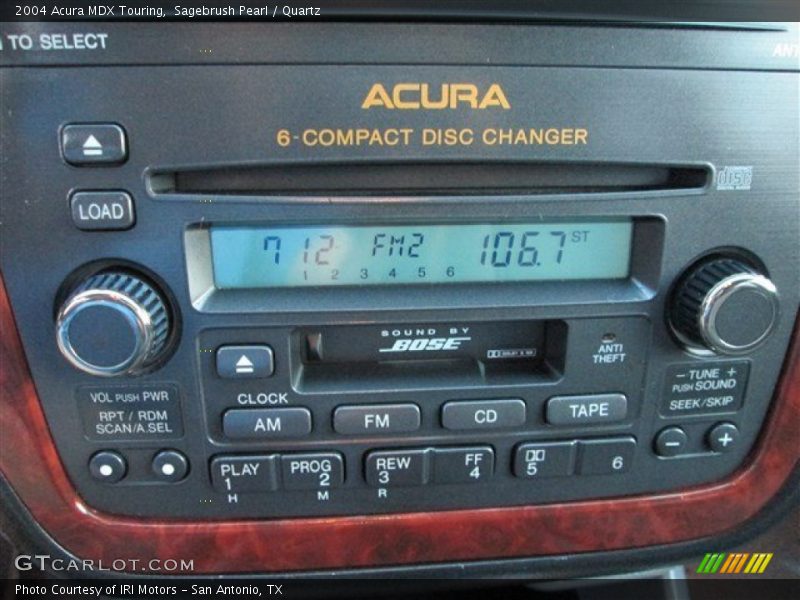 2004 Acura MDX Touring, Sagebrush Pearl / Quartz
TO SELECT
ANT
ACURA
6-COMPACT DISC CHANGER
disc
LOAD
7 12 FM2 106.7 ST
1 2 3 4 5 6
SOUND BY
BOSE
ANTI
THEFT
- TUNE +
PUSH SOUND
SEEK/SKIP
VOL PUSH PWR
RPT / RDM
SCAN/A.SEL
CLOCK
AM FM CD TAPE
- +
PLAY 1 PROG 2 REW 3 FF 4 5 6
H M R
GTCARLOT.COM
Photo Courtesy of IRI Motors – San Antonio, TX